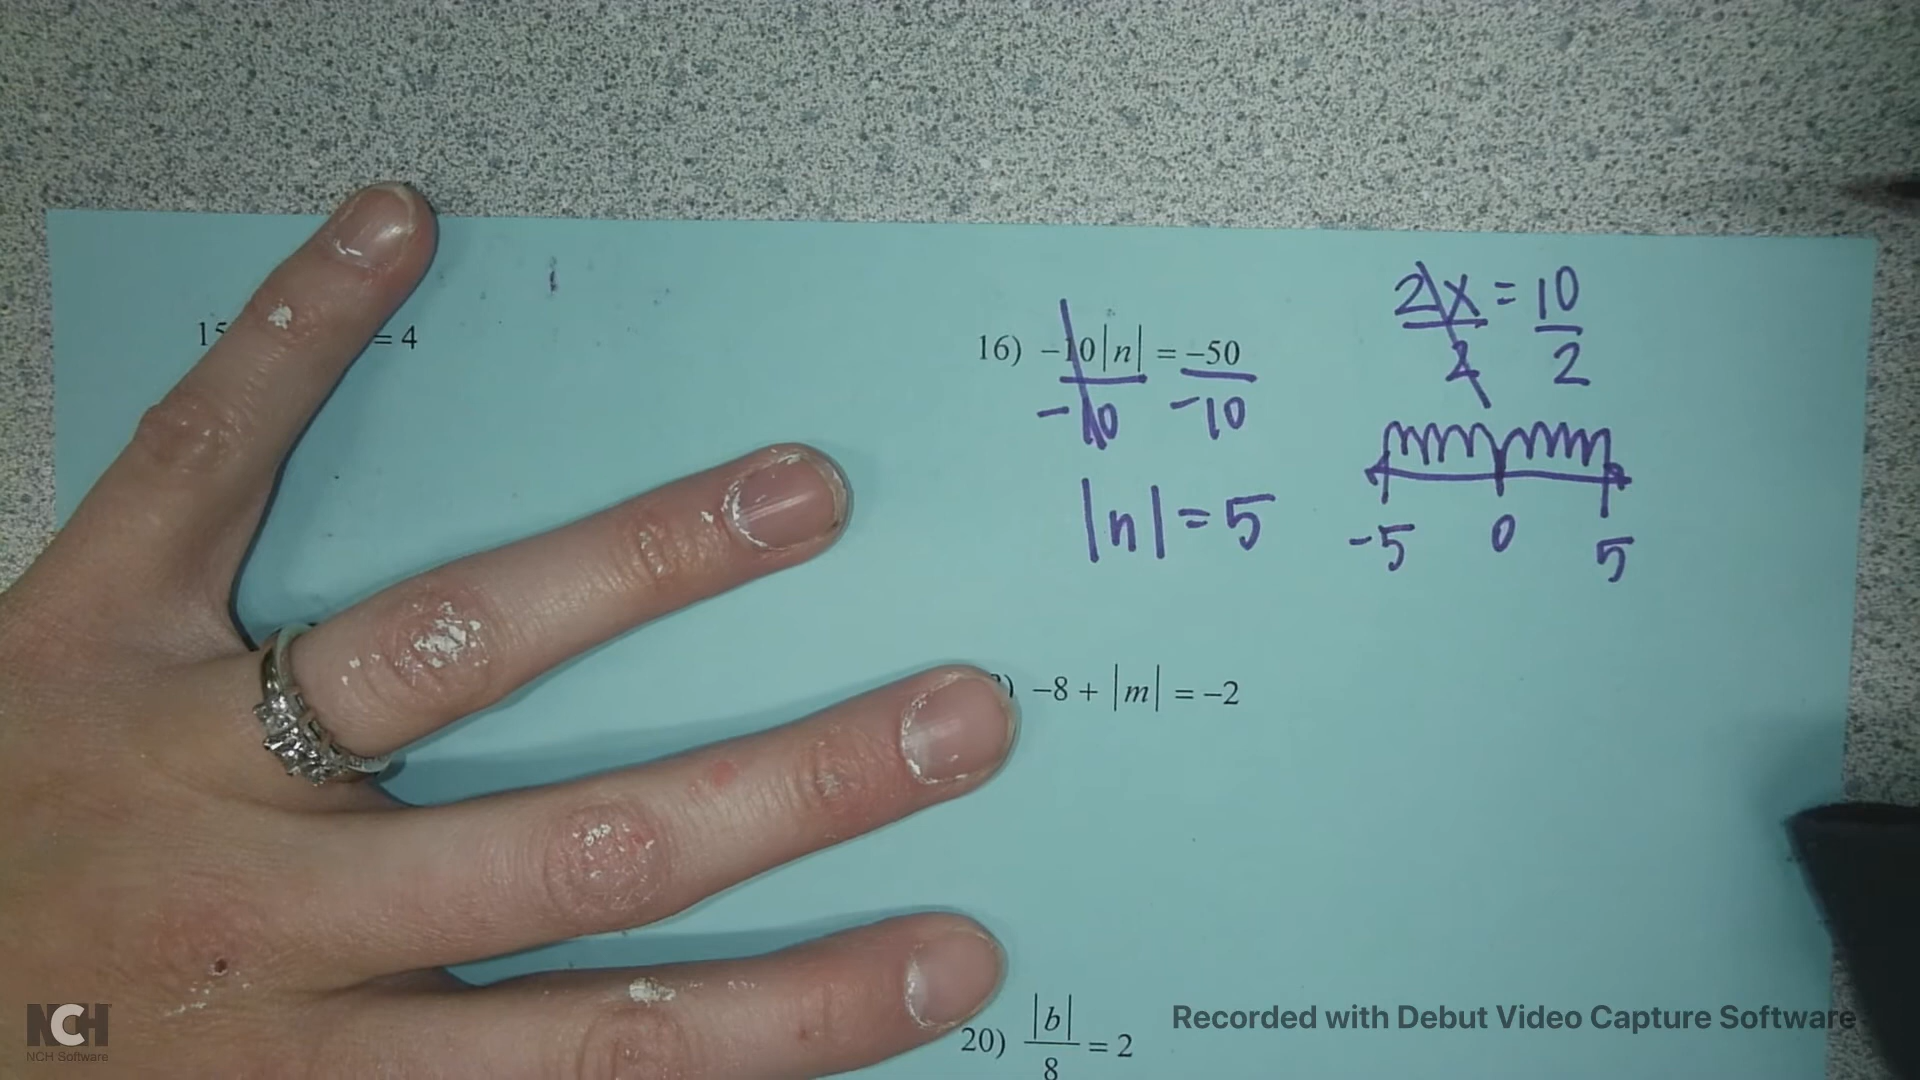 15
= 4
16) −10|n| = −50
-10 -10
|n| = 5
2x = 10
2 2
-5 0 5
) −8 + |m| = −2
20) |b|
8
= 2
Recorded with Debut Video Capture Software
NCH
NCH Software